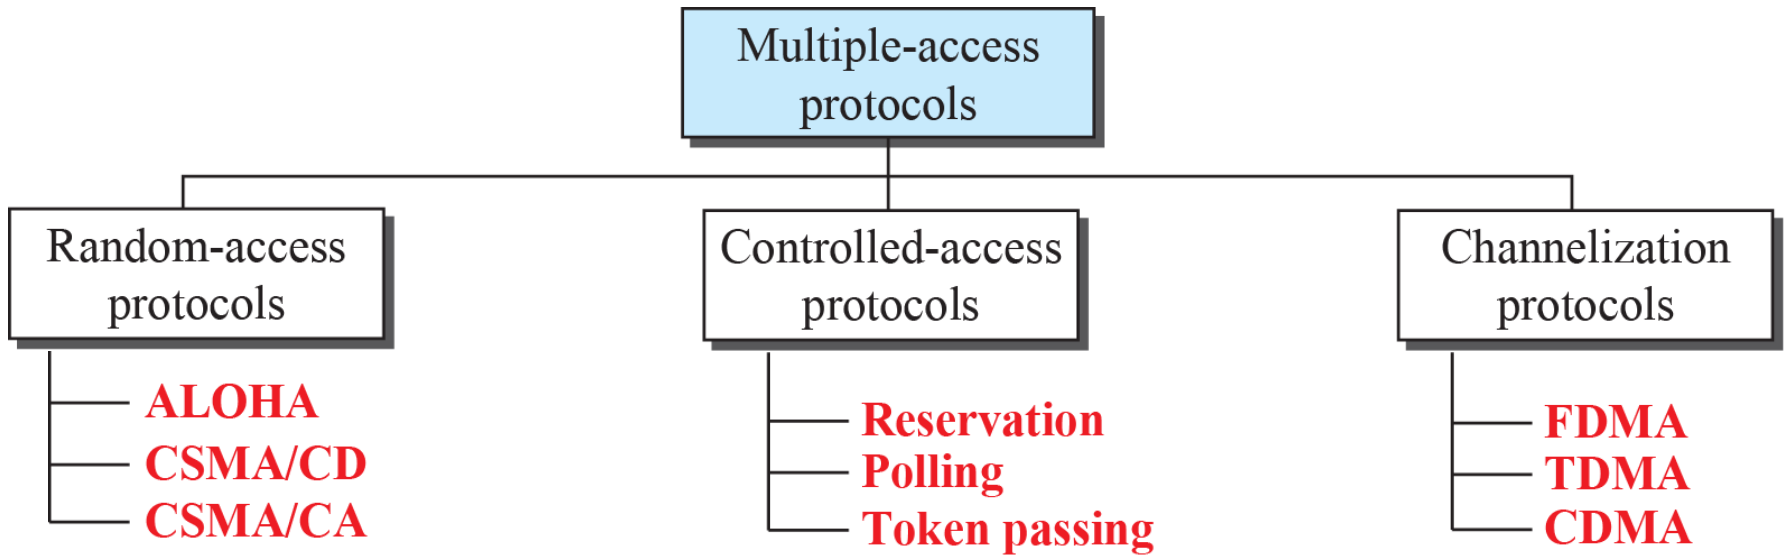 Multiple-access
protocols
Random-access
protocols
Controlled-access
protocols
Channelization
protocols
ALOHA
CSMA/CD
CSMA/CA
Reservation
Polling
Token passing
FDMA
TDMA
CDMA